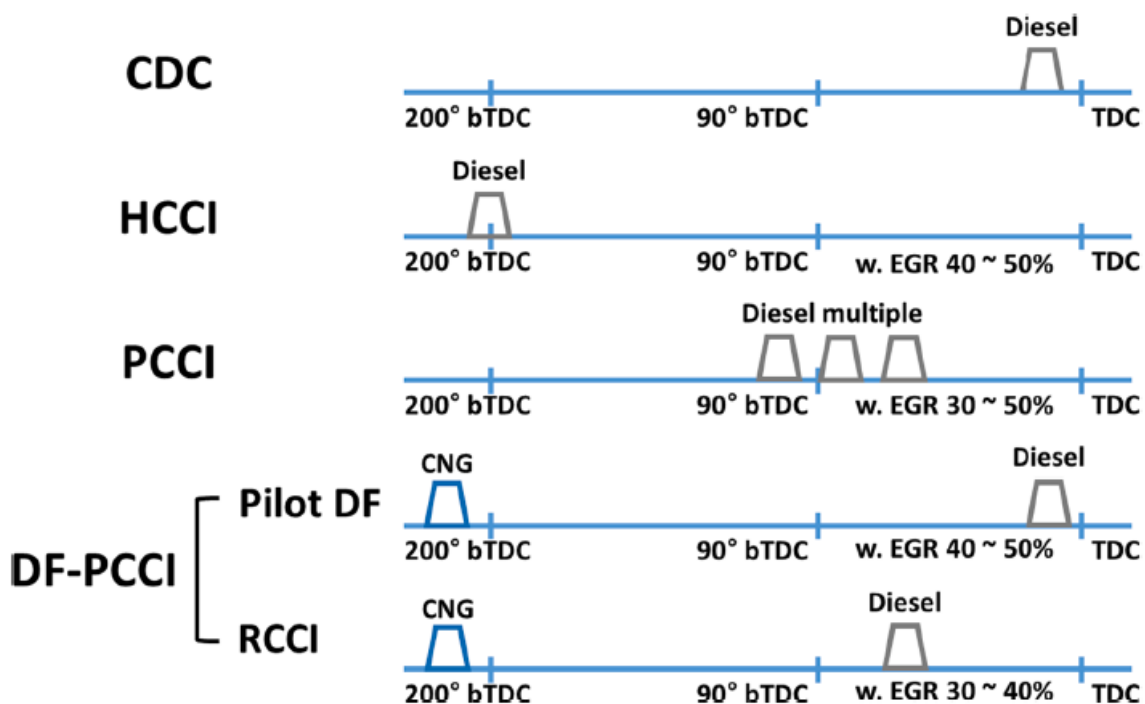 Diesel
CDC
200° bTDC 90° bTDC TDC
Diesel
HCCI
200° bTDC 90° bTDC w. EGR 40 ~ 50% TDC
Diesel multiple
PCCI
200° bTDC 90° bTDC w. EGR 30 ~ 50% TDC
CNG Diesel
Pilot DF
200° bTDC 90° bTDC w. EGR 40 ~ 50% TDC
DF-PCCI
CNG Diesel
RCCI
200° bTDC 90° bTDC w. EGR 30 ~ 40% TDC